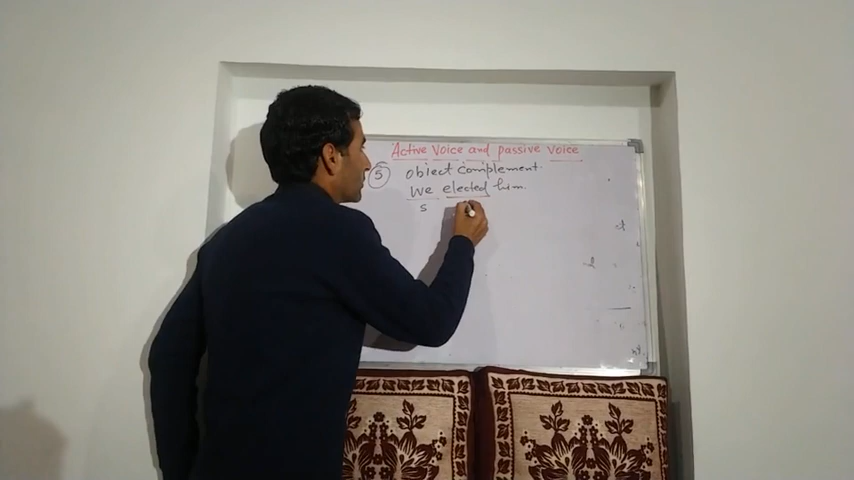 Active Voice and passive Voice
5 object complement
We elected him.
S